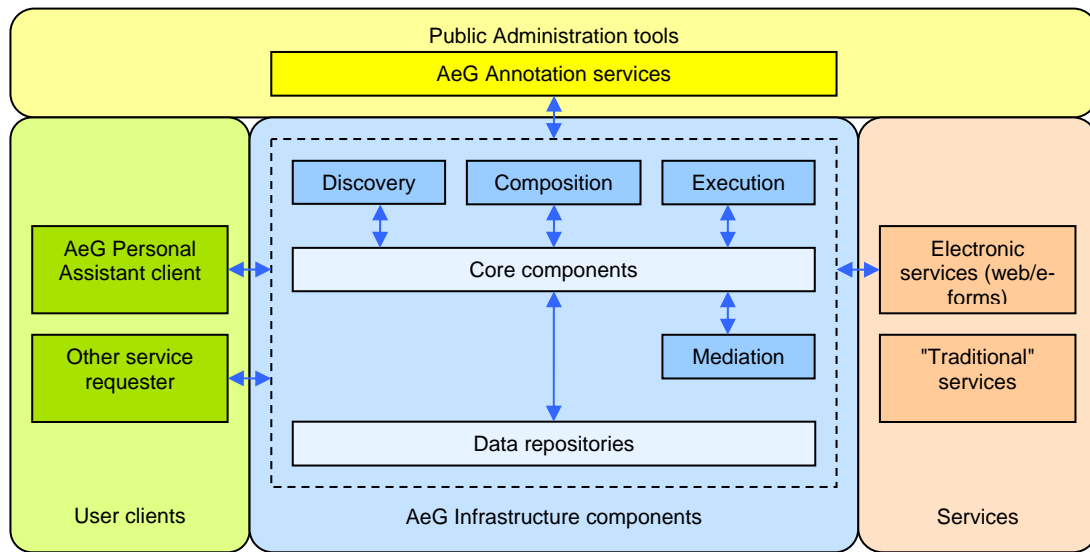 Public Administration tools
AeG Annotation services
Discovery
Composition
Execution
AeG Personal
Assistant client
Core components
Electronic
services (web/e-
forms)
Other service
requester
Mediation
"Traditional"
services
Data repositories
User clients
AeG Infrastructure components
Services